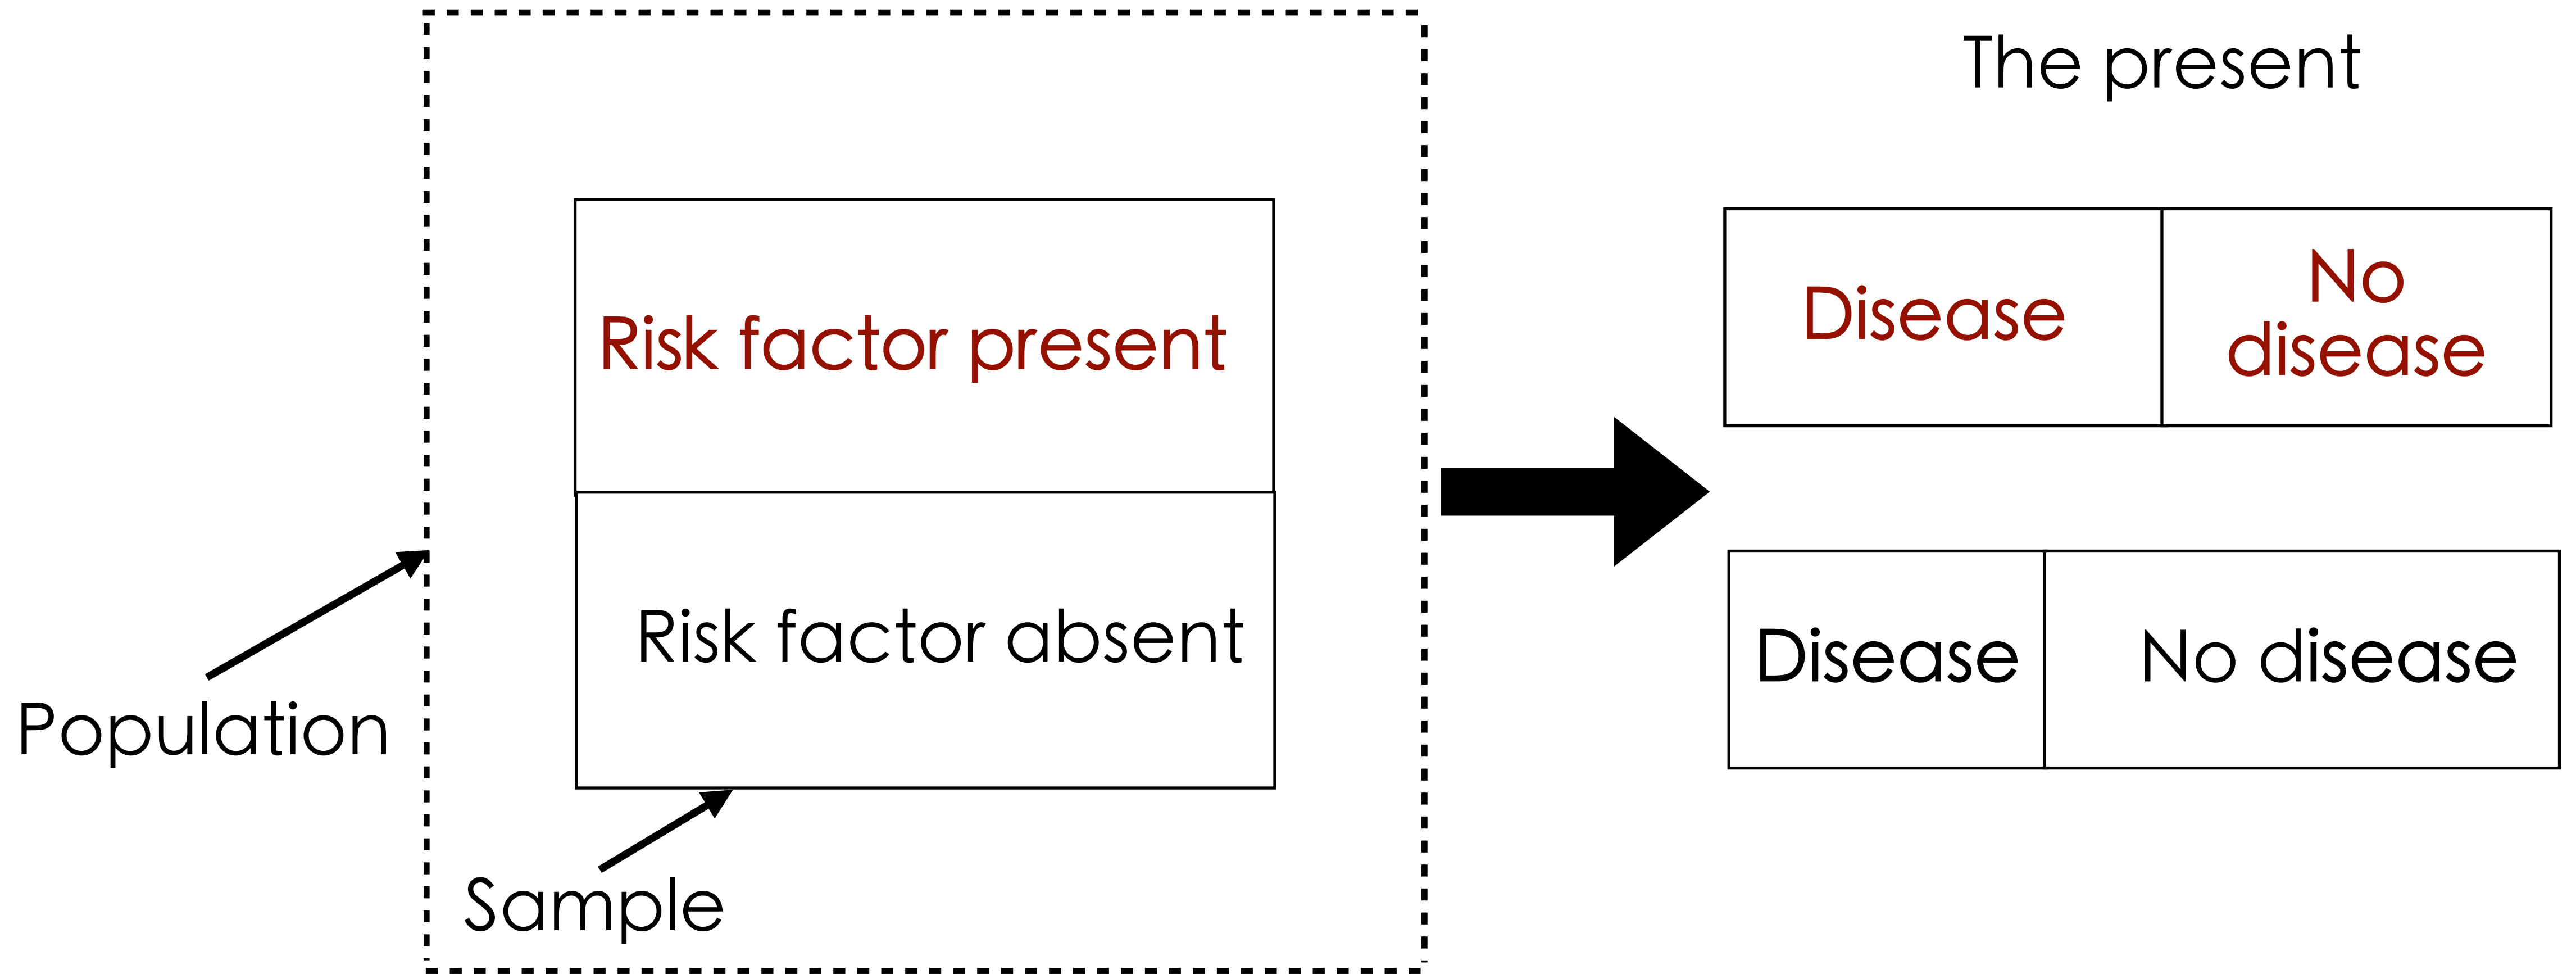 The present
Risk factor present
Disease
No
disease
Risk factor absent
Disease
No disease
Population
Sample